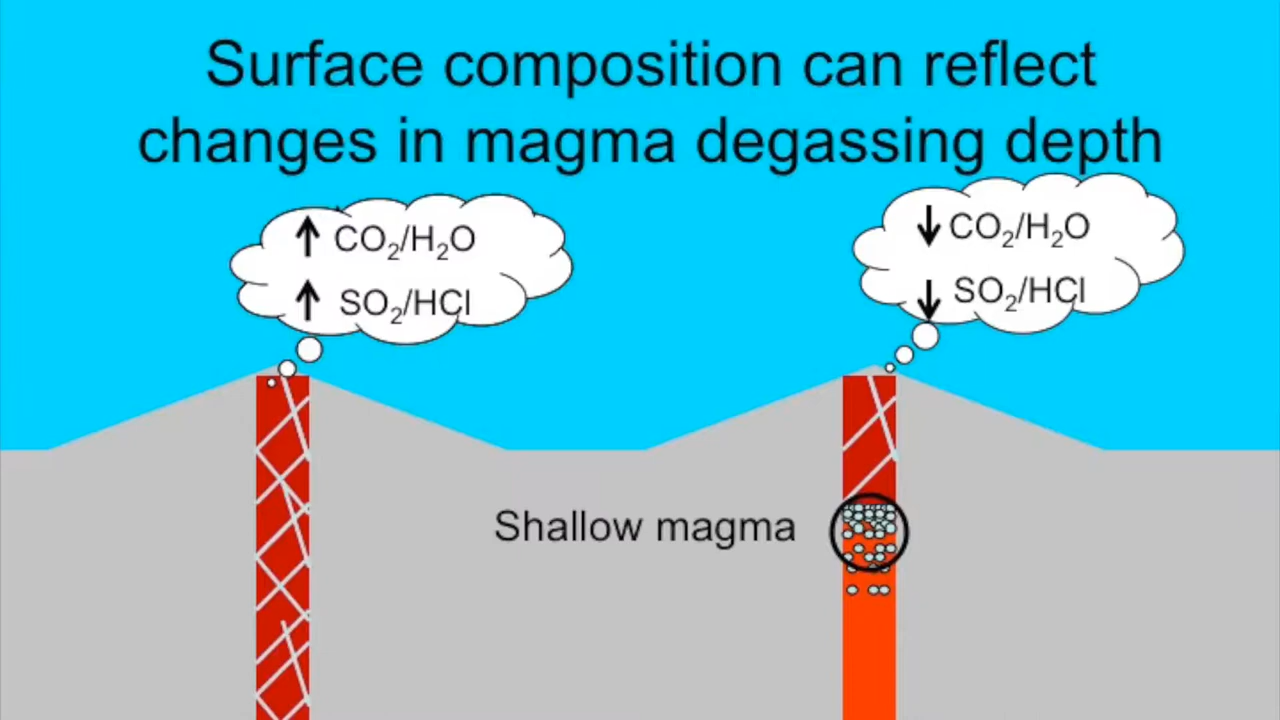 Surface composition can reflect
changes in magma degassing depth
↑ CO₂/H₂O
↑ SO₂/HCl
↓ CO₂/H₂O
↓ SO₂/HCl
Shallow magma